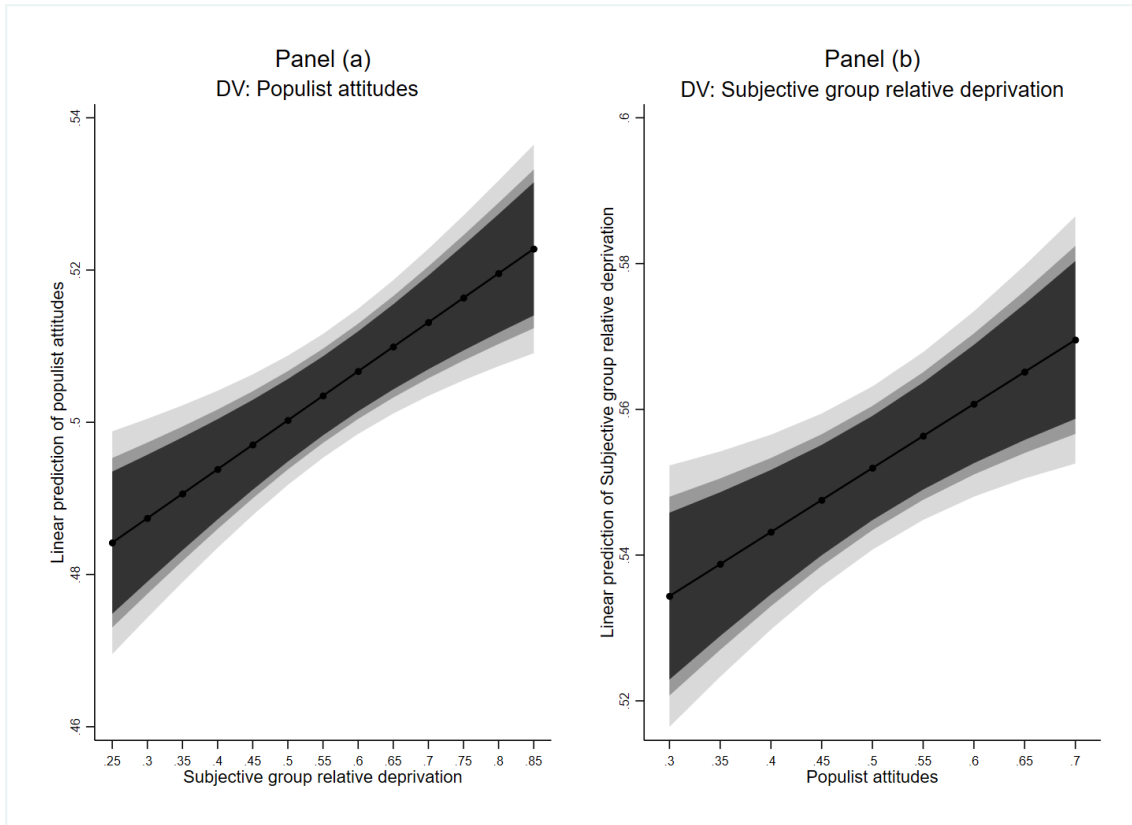 Panel (a)
DV: Populist attitudes
Linear prediction of populist attitudes
.54
.52
.5
.48
.46
.25 .3 .35 .4 .45 .5 .55 .6 .65 .7 .75 .8 .85
Subjective group relative deprivation
Panel (b)
DV: Subjective group relative deprivation
Linear prediction of Subjective group relative deprivation
.6
.58
.56
.54
.52
.3 .35 .4 .45 .5 .55 .6 .65 .7
Populist attitudes